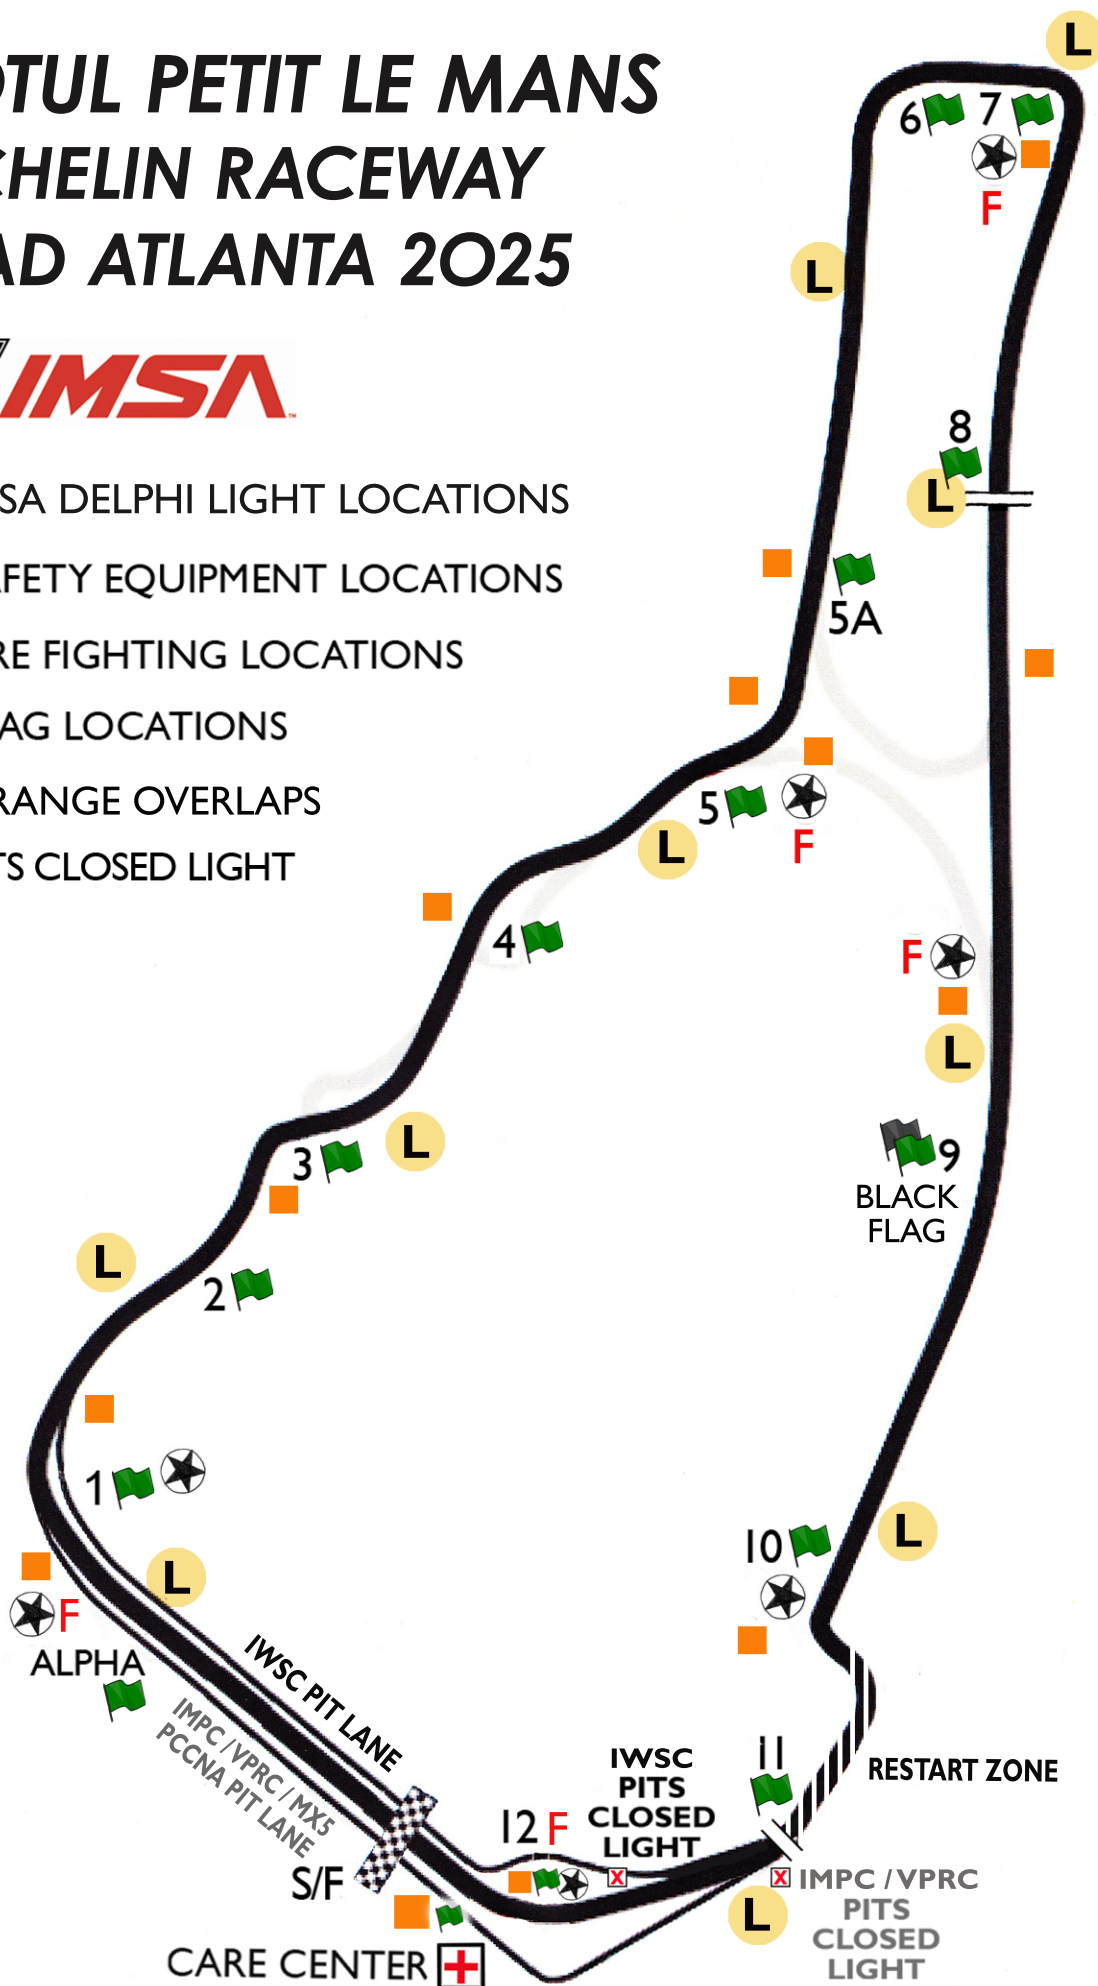 OTUL PETIT LE MANS
CHELIN RACEWAY
AD ATLANTA 2025
IMSA
SA DELPHI LIGHT LOCATIONS
AFETY EQUIPMENT LOCATIONS
RE FIGHTING LOCATIONS
AG LOCATIONS
RANGE OVERLAPS
TS CLOSED LIGHT
L
6
7
F
L
8
L
5A
5
F
L
4
F
L
9
BLACK
FLAG
3
L
L
2
1
L
F
ALPHA
10
L
IWSC PIT LANE
IMPC / VPRC / MX5
PCCNA PIT LANE
S/F
12 F
IWSC
PITS
CLOSED
LIGHT
X
11
RESTART ZONE
X
IMPC / VPRC
PITS
CLOSED
LIGHT
L
CARE CENTER